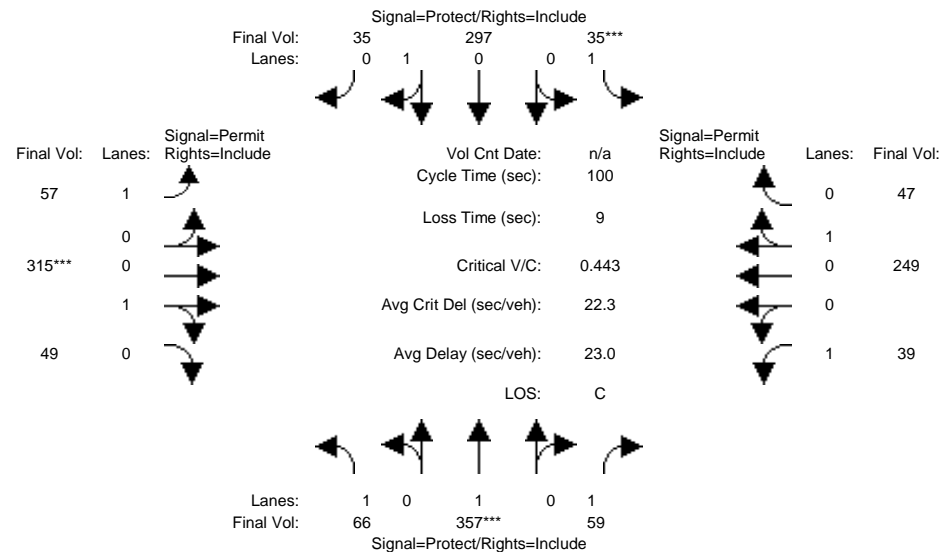 Signal=Protect/Rights=Include
Final Vol: 35 297 35***
Lanes: 0 1 0 0 1
Signal=Permit
Final Vol: Lanes: Rights=Include
Vol Cnt Date: n/a
Signal=Permit
Rights=Include Lanes: Final Vol:
Cycle Time (sec): 100
57 1
0 47
Loss Time (sec): 9
0
1
315*** 0
Critical V/C: 0.443
0 249
1
Avg Crit Del (sec/veh): 22.3
0
49 0
Avg Delay (sec/veh): 23.0
1 39
LOS: C
Lanes: 1 0 1 0 1
Final Vol: 66 357*** 59
Signal=Protect/Rights=Include